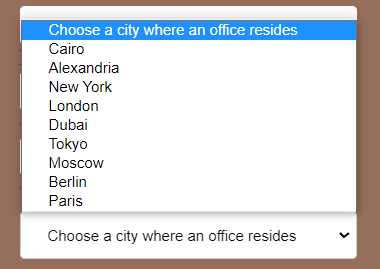 Choose a city where an office resides
Cairo
Alexandria
New York
London
Dubai
Tokyo
Moscow
Berlin
Paris
Choose a city where an office resides